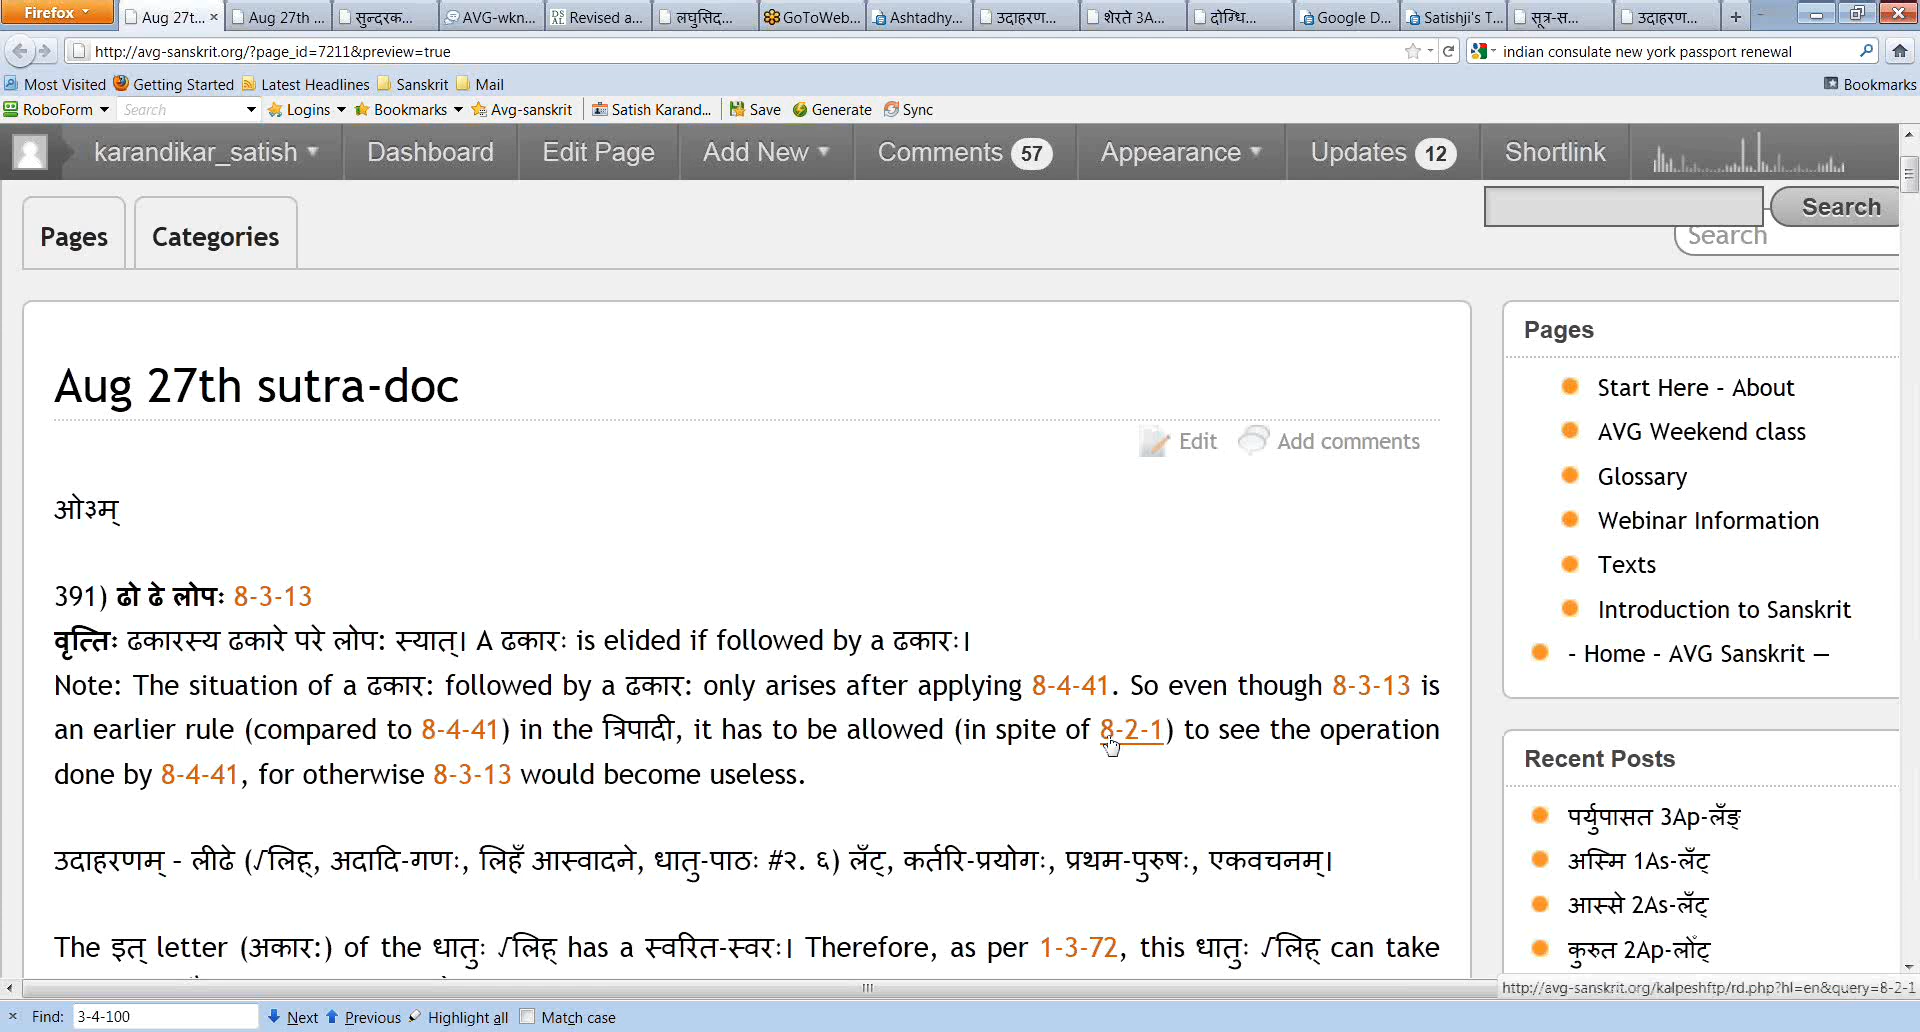 Firefox
Aug 27t...
Aug 27th ...
सुन्दरक...
AVG-wkn...
Revised a...
लघुसिद्...
GoToWeb...
Ashtadhy...
उदाहरण...
शेरते 3A...
दोग्धि...
Google D...
Satishji's T...
सूत्र-स...
उदाहरण...
http://avg-sanskrit.org/?page_id=7211&preview=true
indian consulate new york passport renewal
Most Visited Getting Started Latest Headlines Sanskrit Mail Bookmarks
RoboForm Search Logins Bookmarks Avg-sanskrit Satish Karand... Save Generate Sync
karandikar_satish Dashboard Edit Page Add New Comments 57 Appearance Updates 12 Shortlink
Search
Search
Pages Categories
Aug 27th sutra-doc
Edit Add comments
ओ३म्
391) ढो ढे लोपः 8-3-13
वृत्तिः ढकारस्य ढकारे परे लोप: स्यात्। A ढकारः is elided if followed by a ढकारः।
Note: The situation of a ढकार: followed by a ढकार: only arises after applying 8-4-41. So even though 8-3-13 is
an earlier rule (compared to 8-4-41) in the त्रिपादी, it has to be allowed (in spite of 8-2-1) to see the operation
done by 8-4-41, for otherwise 8-3-13 would become useless.
उदाहरणम् – लीढे (√लिह्, अदादि-गणः, लिहँ आस्वादने, धातु-पाठः #२. ६) लँट्, कर्तरि-प्रयोगः, प्रथम-पुरुषः, एकवचनम्।
The इत् letter (अकार:) of the धातुः √लिह् has a स्वरित-स्वरः। Therefore, as per 1-3-72, this धातुः √लिह् can take
Pages
Start Here - About
AVG Weekend class
Glossary
Webinar Information
Texts
Introduction to Sanskrit
- Home - AVG Sanskrit —
Recent Posts
पर्युपासत 3Ap-लँङ्
अस्मि 1As-लँट्
आस्से 2As-लँट्
कुरुत 2Ap-लोँट्
http://avg-sanskrit.org/kalpeshftp/rd.php?hl=en&query=8-2-1
× Find: 3-4-100 Next Previous Highlight all Match case